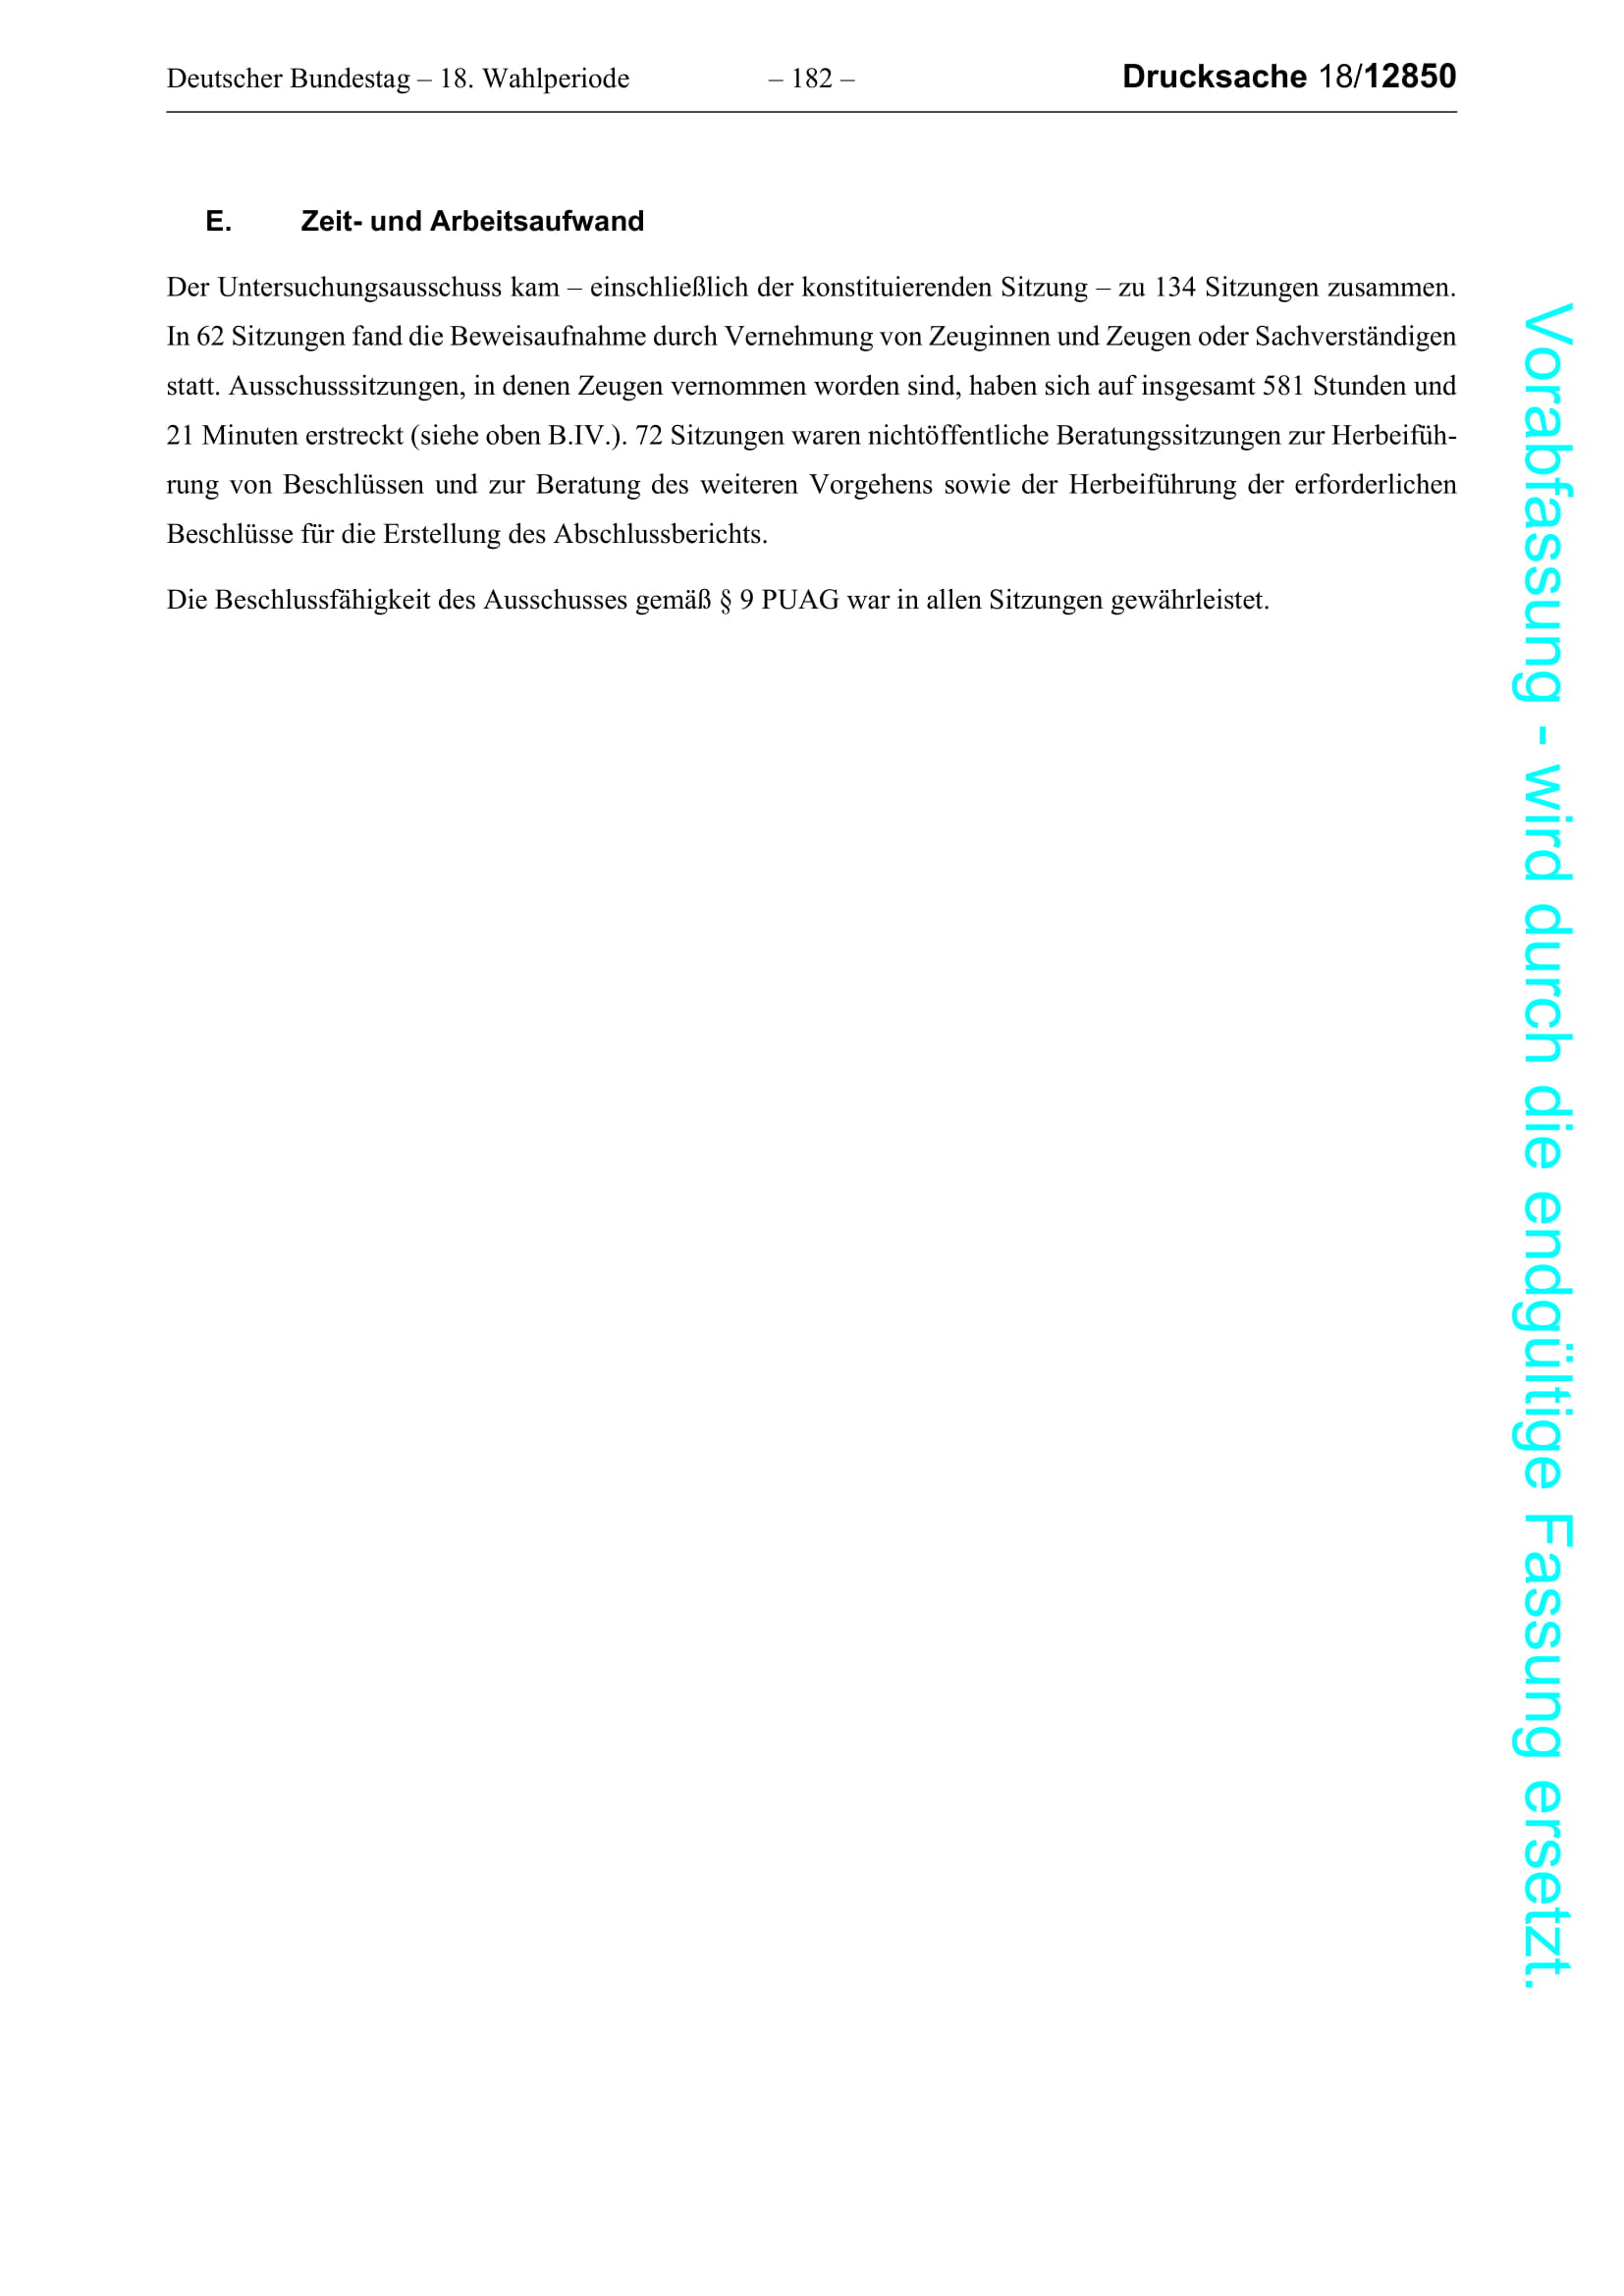 Deutscher Bundestag – 18. Wahlperiode – 182 – Drucksache 18/12850
E. Zeit- und Arbeitsaufwand
Der Untersuchungsausschuss kam – einschließlich der konstituierenden Sitzung – zu 134 Sitzungen zusammen.
In 62 Sitzungen fand die Beweisaufnahme durch Vernehmung von Zeuginnen und Zeugen oder Sachverständigen
statt. Ausschusssitzungen, in denen Zeugen vernommen worden sind, haben sich auf insgesamt 581 Stunden und
21 Minuten erstreckt (siehe oben B.IV.). 72 Sitzungen waren nichtöffentliche Beratungssitzungen zur Herbeifüh-
rung von Beschlüssen und zur Beratung des weiteren Vorgehens sowie der Herbeiführung der erforderlichen
Beschlüsse für die Erstellung des Abschlussberichts.
Die Beschlussfähigkeit des Ausschusses gemäß § 9 PUAG war in allen Sitzungen gewährleistet.
Vorabfassung - wird durch die endgültige Fassung ersetzt.